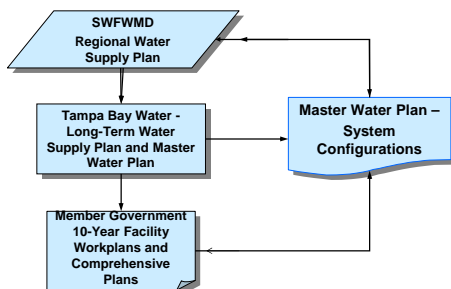 SWFWMD
Regional Water
Supply Plan
Tampa Bay Water -
Long-Term Water
Supply Plan and Master
Water Plan
Master Water Plan –
System
Configurations
Member Government
10-Year Facility
Workplans and
Comprehensive
Plans